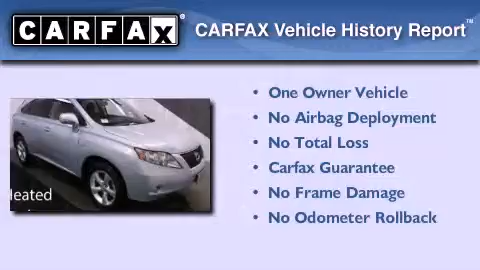 CARFAX® CARFAX Vehicle History Report™
• One Owner Vehicle
• No Airbag Deployment
• No Total Loss
• Carfax Guarantee
• No Frame Damage
• No Odometer Rollback